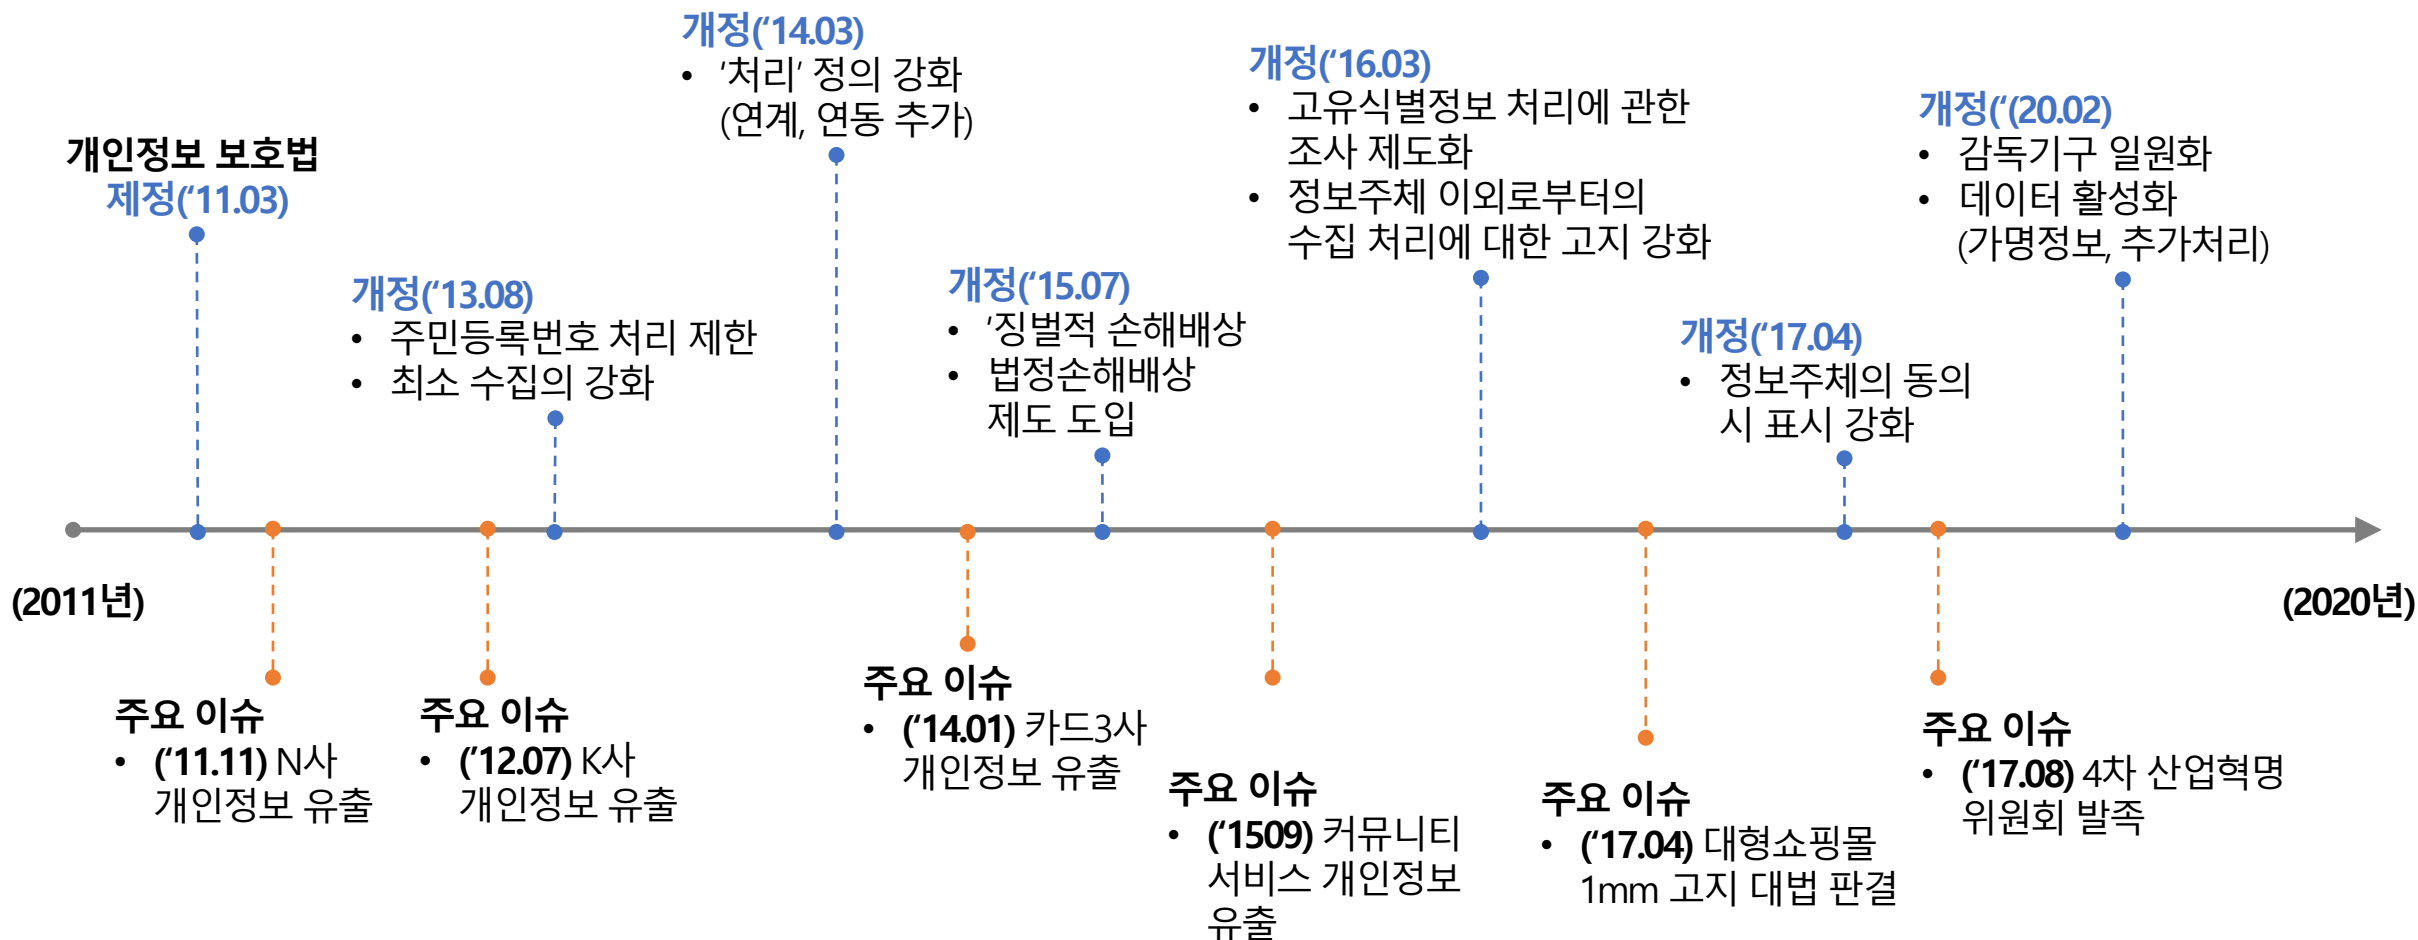 개인정보 보호법
제정(‘11.03)
개정(‘13.08)
• 주민등록번호 처리 제한
• 최소 수집의 강화
개정(‘14.03)
• ‘처리’ 정의 강화
(연계, 연동 추가)
개정(‘15.07)
• ‘징벌적 손해배상
• 법정손해배상
제도 도입
개정(‘16.03)
• 고유식별정보 처리에 관한
조사 제도화
• 정보주체 이외로부터의
수집 처리에 대한 고지 강화
개정(‘17.04)
• 정보주체의 동의
시 표시 강화
개정(‘(20.02)
• 감독기구 일원화
• 데이터 활성화
(가명정보, 추가처리)
(2011년)
(2020년)
주요 이슈
• (‘11.11) N사
개인정보 유출
주요 이슈
• (’12.07) K사
개인정보 유출
주요 이슈
• (‘14.01) 카드3사
개인정보 유출
주요 이슈
• (‘1509) 커뮤니티
서비스 개인정보
유출
주요 이슈
• (‘17.04) 대형쇼핑몰
1mm 고지 대법 판결
주요 이슈
• (‘17.08) 4차 산업혁명
위원회 발족